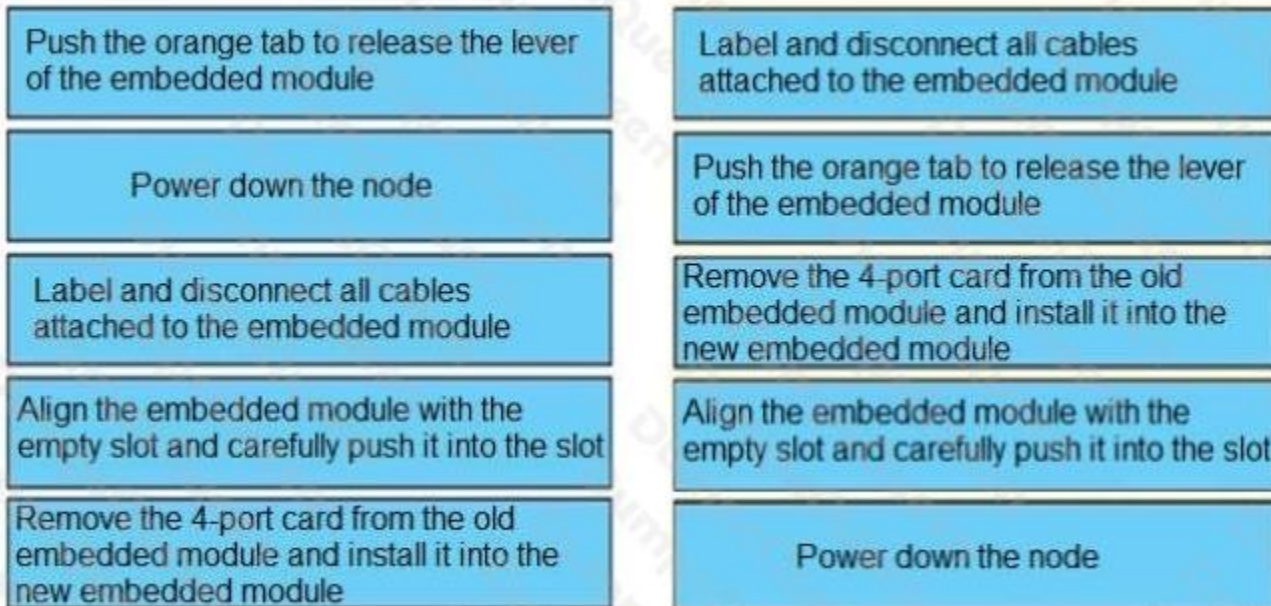 Push the orange tab to release the lever
of the embedded module
Power down the node
Label and disconnect all cables
attached to the embedded module
Align the embedded module with the
empty slot and carefully push it into the slot
Remove the 4-port card from the old
embedded module and install it into the
new embedded module
Label and disconnect all cables
attached to the embedded module
Push the orange tab to release the lever
of the embedded module
Remove the 4-port card from the old
embedded module and install it into the
new embedded module
Align the embedded module with the
empty slot and carefully push it into the slot
Power down the node